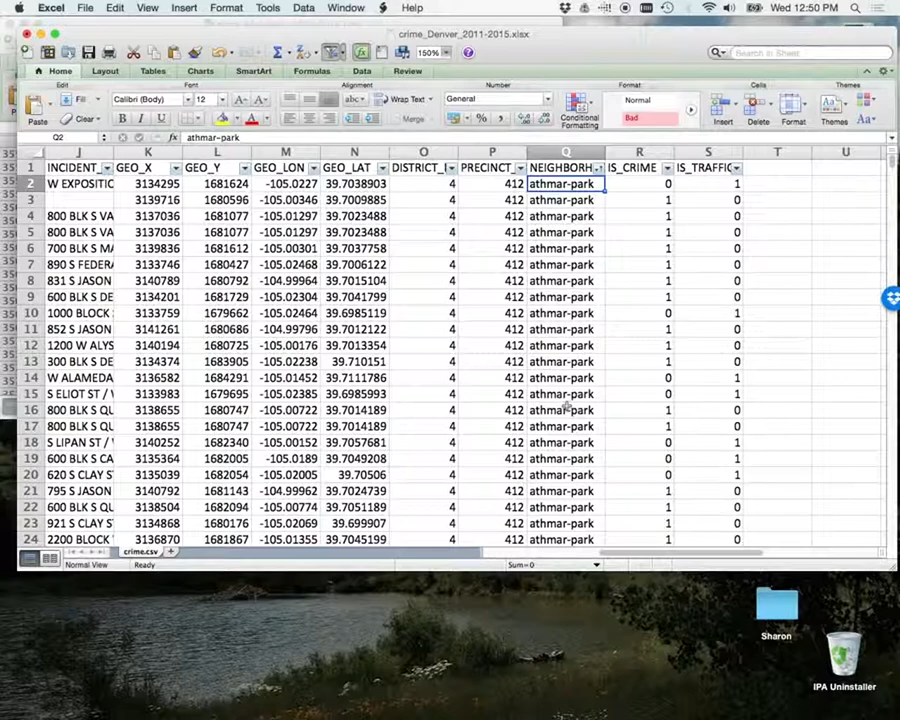 Excel File Edit View Insert Format Tools Data Window Help Wed 12:50 PM
crime_Denver_2011-2015.xlsx
150% Search in Sheet
Home Layout Tables Charts SmartArt Formulas Data Review
Edit Font Alignment Number Format Cells Themes
Paste Fill Clear Calibri (Body) 12 A A abc Wrap Text Merge General Conditional Formatting Normal Bad Insert Delete Format Themes Aa
B I U A %
Q2 fx athmar-park
J K L M N O P Q R S T U
1 INCIDENT_ GEO_X GEO_Y GEO_LON GEO_LAT DISTRICT_I PRECINCT_ NEIGHBORH IS_CRIME IS_TRAFFIC
2 W EXPOSITIC 3134295 1681624 -105.0227 39.7038903 4 412 athmar-park 0 1
3 3139716 1680596 -105.00346 39.7009885 4 412 athmar-park 1 0
4 800 BLK S VA 3137036 1681077 -105.01297 39.7023488 4 412 athmar-park 1 0
5 800 BLK S VA 3137036 1681077 -105.01297 39.7023488 4 412 athmar-park 1 0
6 700 BLK S MA 3139836 1681612 -105.00301 39.7037758 4 412 athmar-park 1 0
7 890 S FEDERA 3133746 1680427 -105.02468 39.7006122 4 412 athmar-park 1 0
8 831 S JASON 3140789 1680792 -104.99964 39.7015104 4 412 athmar-park 1 0
9 600 BLK S DE 3134201 1681729 -105.02304 39.7041799 4 412 athmar-park 1 0
10 1000 BLOCK 3133759 1679662 -105.02464 39.6985119 4 412 athmar-park 0 1
11 852 S JASON 3141261 1680686 -104.99796 39.7012122 4 412 athmar-park 1 0
12 1200 W ALYS 3140194 1680725 -105.00176 39.7013354 4 412 athmar-park 1 0
13 300 BLK S DE 3134374 1683905 -105.02238 39.710151 4 412 athmar-park 1 0
14 W ALAMEDA 3136582 1684291 -105.01452 39.7111786 4 412 athmar-park 0 1
15 S ELIOT ST / 3133983 1679695 -105.02385 39.6985993 4 412 athmar-park 0 1
16 800 BLK S QU 3138655 1680747 -105.00722 39.7014189 4 412 athmar-park 1 0
17 800 BLK S QU 3138655 1680747 -105.00722 39.7014189 4 412 athmar-park 1 0
18 S LIPAN ST / 3140252 1682340 -105.00152 39.7057681 4 412 athmar-park 0 1
19 600 BLK S CA 3135364 1682005 -105.0189 39.7049208 4 412 athmar-park 0 1
20 620 S CLAY S 3135039 1682054 -105.02005 39.70506 4 412 athmar-park 1 1
21 795 S JASON 3140792 1681143 -104.99962 39.7024739 4 412 athmar-park 1 0
22 600 BLK S QU 3138504 1682094 -105.00774 39.7051189 4 412 athmar-park 1 0
23 921 S CLAY S 3134868 1680176 -105.02069 39.699907 4 412 athmar-park 1 0
24 2200 BLOCK 3136870 1681867 -105.01355 39.7045199 4 412 athmar-park 1 0
crime.csv
Normal View Ready Sum=0
Sharon
IPA Uninstaller